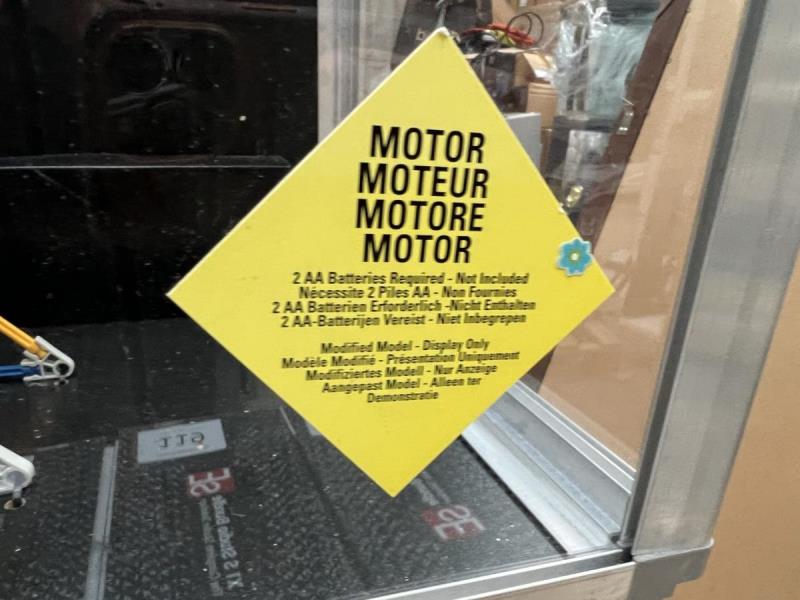 MOTOR
MOTEUR
MOTORE
MOTOR
2 AA Batteries Required - Not Included
Nécessite 2 Piles AA - Non Fournies
2 AA Batterien Erforderlich -Nicht Enthalten
2 AA-Batterijen Vereist - Niet Inbegrepen
Modified Model - Display Only
Modèle Modifié - Présentation Uniquement
Modifiziertes Modell - Nur Anzeige
Aangepast Model - Alleen ter
Demonstratie
SE
SE